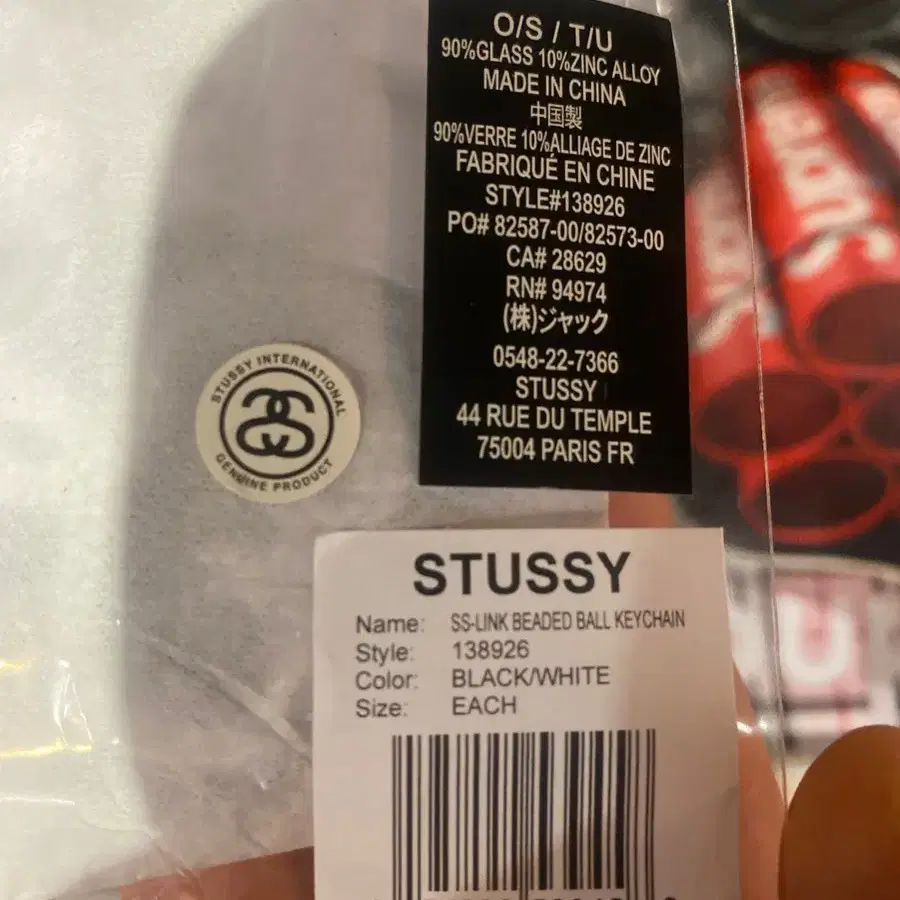 O/S / T/U
90%GLASS 10%ZINC ALLOY
MADE IN CHINA
中国製
90%VERRE 10%ALLIAGE DE ZINC
FABRIQUÉ EN CHINE
STYLE#138926
PO# 82587-00/82573-00
CA# 28629
RN# 94974
(株)ジャック
0548-22-7366
STUSSY
44 RUE DU TEMPLE
75004 PARIS FR
STUSSY INTERNATIONAL
GENUINE PRODUCT
STUSSY
Name: SS-LINK BEADED BALL KEYCHAIN
Style: 138926
Color: BLACK/WHITE
Size: EACH